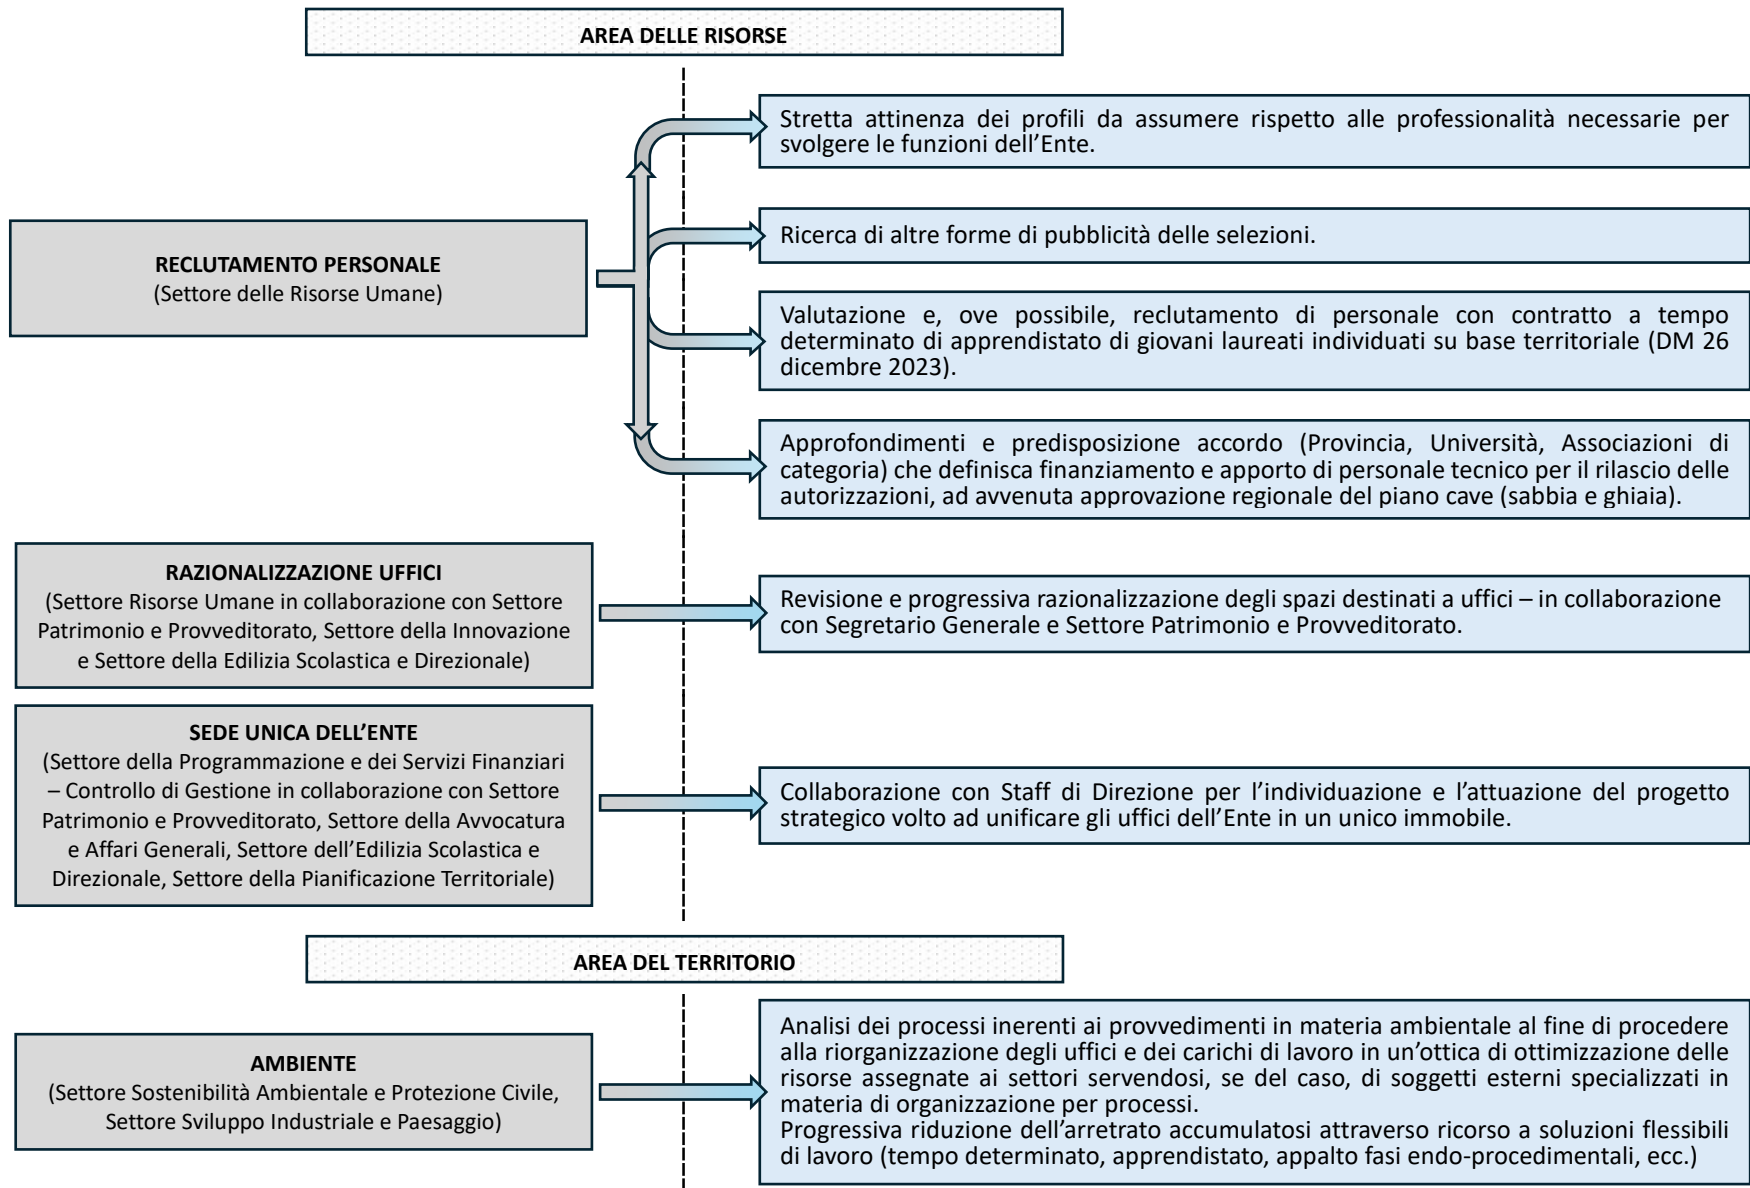 AREA DELLE RISORSE
RECLUTAMENTO PERSONALE
(Settore delle Risorse Umane)
Stretta attinenza dei profili da assumere rispetto alle professionalità necessarie per
svolgere le funzioni dell’Ente.
Ricerca di altre forme di pubblicità delle selezioni.
Valutazione e, ove possibile, reclutamento di personale con contratto a tempo
determinato di apprendistato di giovani laureati individuati su base territoriale (DM 26
dicembre 2023).
Approfondimenti e predisposizione accordo (Provincia, Università, Associazioni di
categoria) che definisca finanziamento e apporto di personale tecnico per il rilascio delle
autorizzazioni, ad avvenuta approvazione regionale del piano cave (sabbia e ghiaia).
RAZIONALIZZAZIONE UFFICI
(Settore Risorse Umane in collaborazione con Settore
Patrimonio e Provveditorato, Settore della Innovazione
e Settore della Edilizia Scolastica e Direzionale)
Revisione e progressiva razionalizzazione degli spazi destinati a uffici – in collaborazione
con Segretario Generale e Settore Patrimonio e Provveditorato.
SEDE UNICA DELL’ENTE
(Settore della Programmazione e dei Servizi Finanziari
– Controllo di Gestione in collaborazione con Settore
Patrimonio e Provveditorato, Settore della Avvocatura
e Affari Generali, Settore dell’Edilizia Scolastica e
Direzionale, Settore della Pianificazione Territoriale)
Collaborazione con Staff di Direzione per l’individuazione e l’attuazione del progetto
strategico volto ad unificare gli uffici dell’Ente in un unico immobile.
AREA DEL TERRITORIO
AMBIENTE
(Settore Sostenibilità Ambientale e Protezione Civile,
Settore Sviluppo Industriale e Paesaggio)
Analisi dei processi inerenti ai provvedimenti in materia ambientale al fine di procedere
alla riorganizzazione degli uffici e dei carichi di lavoro in un’ottica di ottimizzazione delle
risorse assegnate ai settori servendosi, se del caso, di soggetti esterni specializzati in
materia di organizzazione per processi.
Progressiva riduzione dell’arretrato accumulatosi attraverso ricorso a soluzioni flessibili
di lavoro (tempo determinato, apprendistato, appalto fasi endo-procedimentali, ecc.)